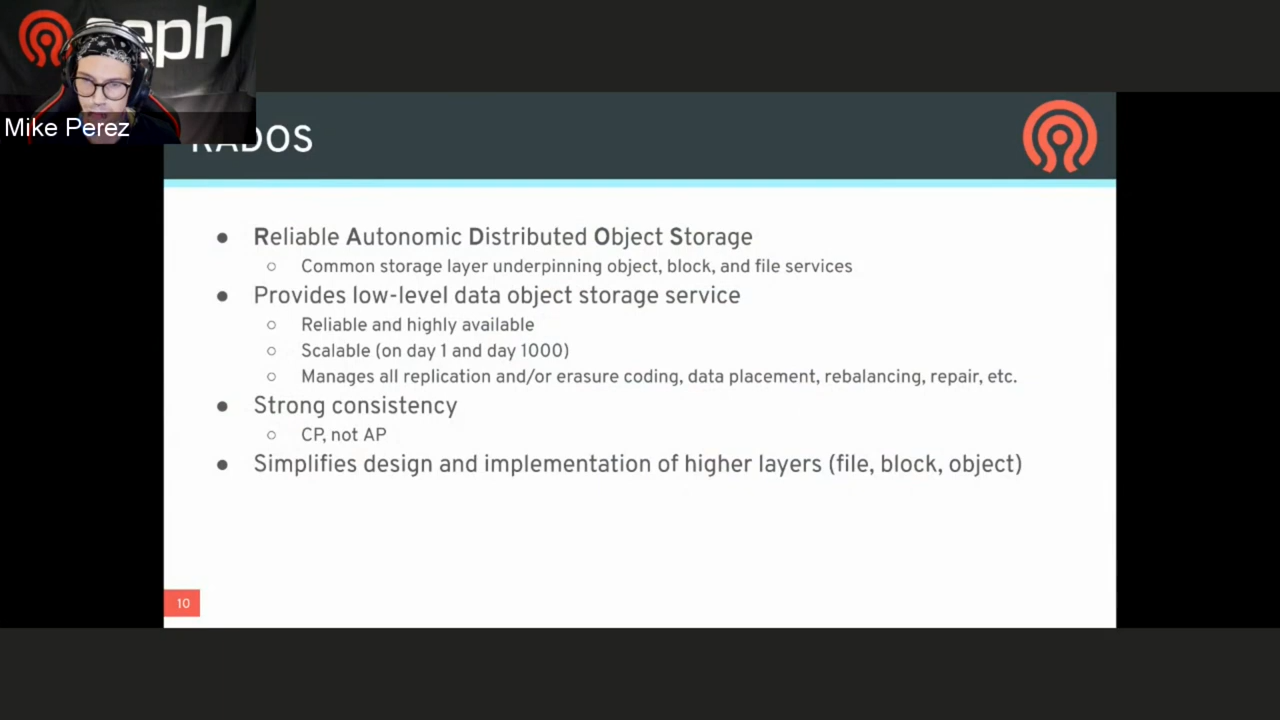 eph
Mike Perez
RADOS
● Reliable Autonomic Distributed Object Storage
○ Common storage layer underpinning object, block, and file services
● Provides low-level data object storage service
○ Reliable and highly available
○ Scalable (on day 1 and day 1000)
○ Manages all replication and/or erasure coding, data placement, rebalancing, repair, etc.
● Strong consistency
○ CP, not AP
● Simplifies design and implementation of higher layers (file, block, object)
10